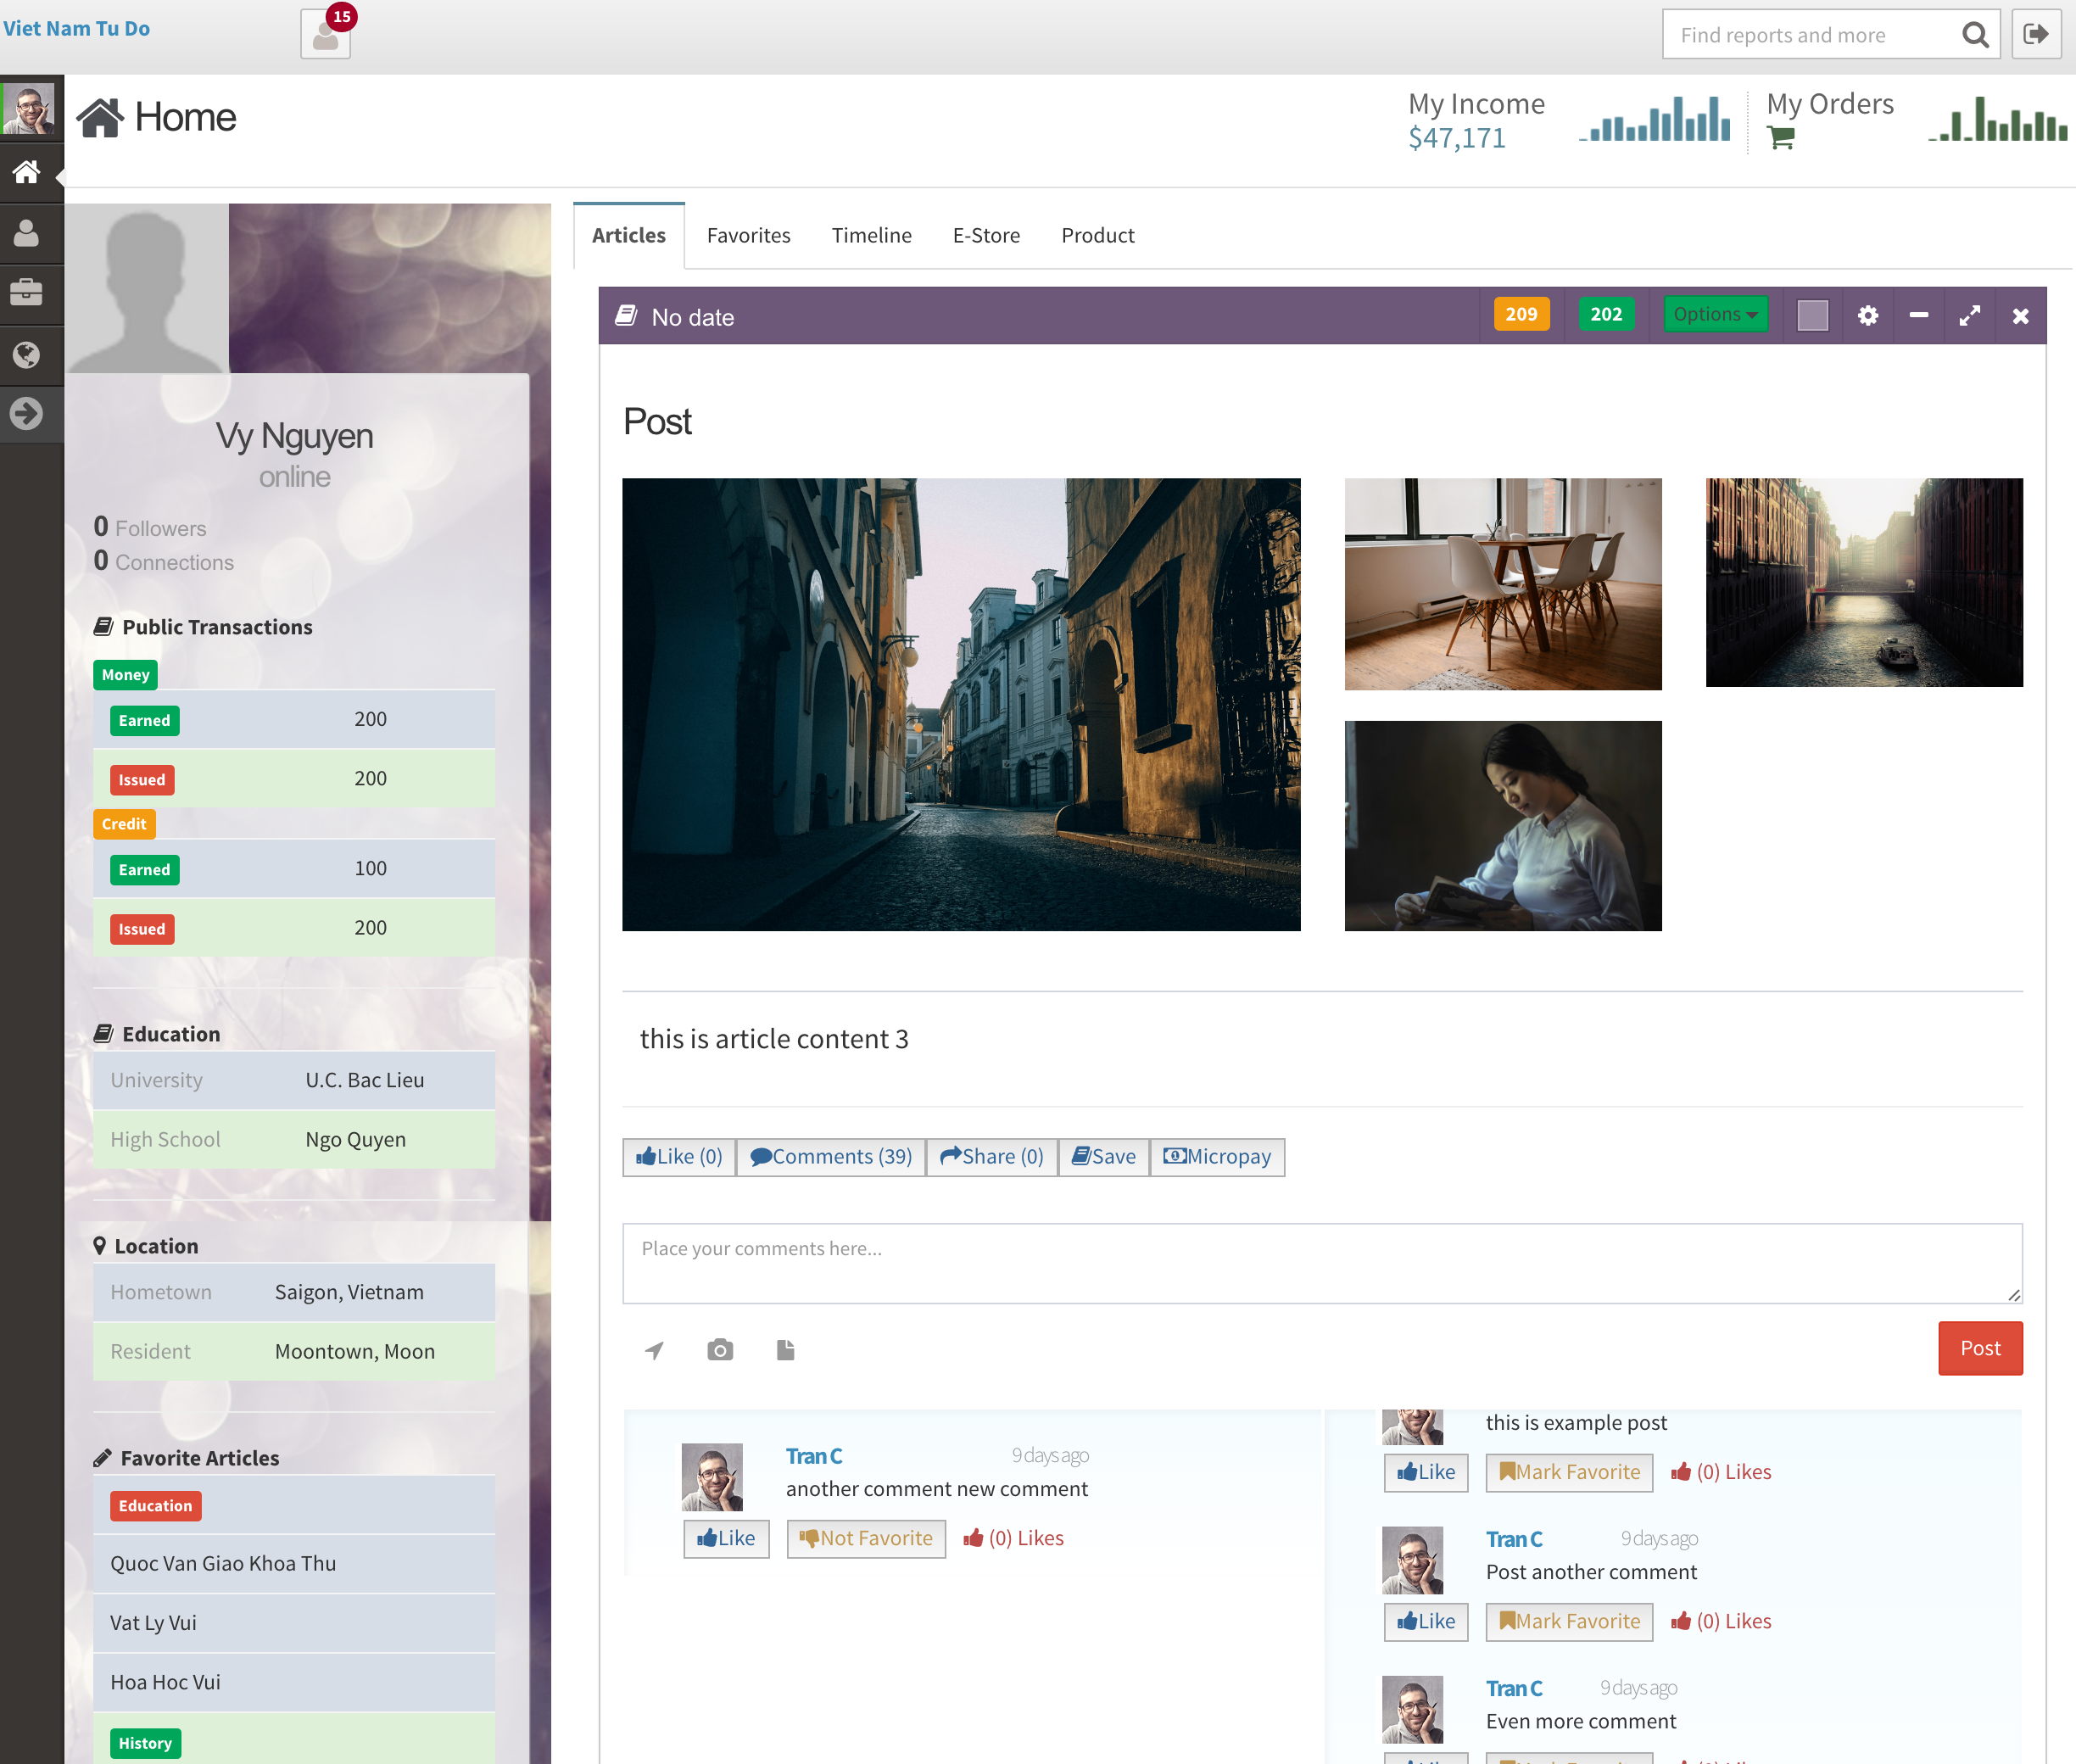 Viet Nam Tu Do
15
Find reports and more
Home
My Income
$47,171
My Orders
Vy Nguyen
online
0 Followers
0 Connections
Public Transactions
Money
Earned 200
Issued 200
Credit
Earned 100
Issued 200
Education
University U.C. Bac Lieu
High School Ngo Quyen
Location
Hometown Saigon, Vietnam
Resident Moontown, Moon
Favorite Articles
Education
Quoc Van Giao Khoa Thu
Vat Ly Vui
Hoa Hoc Vui
History
Articles Favorites Timeline E-Store Product
No date 209 202 Options
Post
this is article content 3
Like (0) Comments (39) Share (0) Save Micropay
Place your comments here...
Post
Tran C 9 days ago
another comment new comment
Like Not Favorite (0) Likes
this is example post
Like Mark Favorite (0) Likes
Tran C 9 days ago
Post another comment
Like Mark Favorite (0) Likes
Tran C 9 days ago
Even more comment